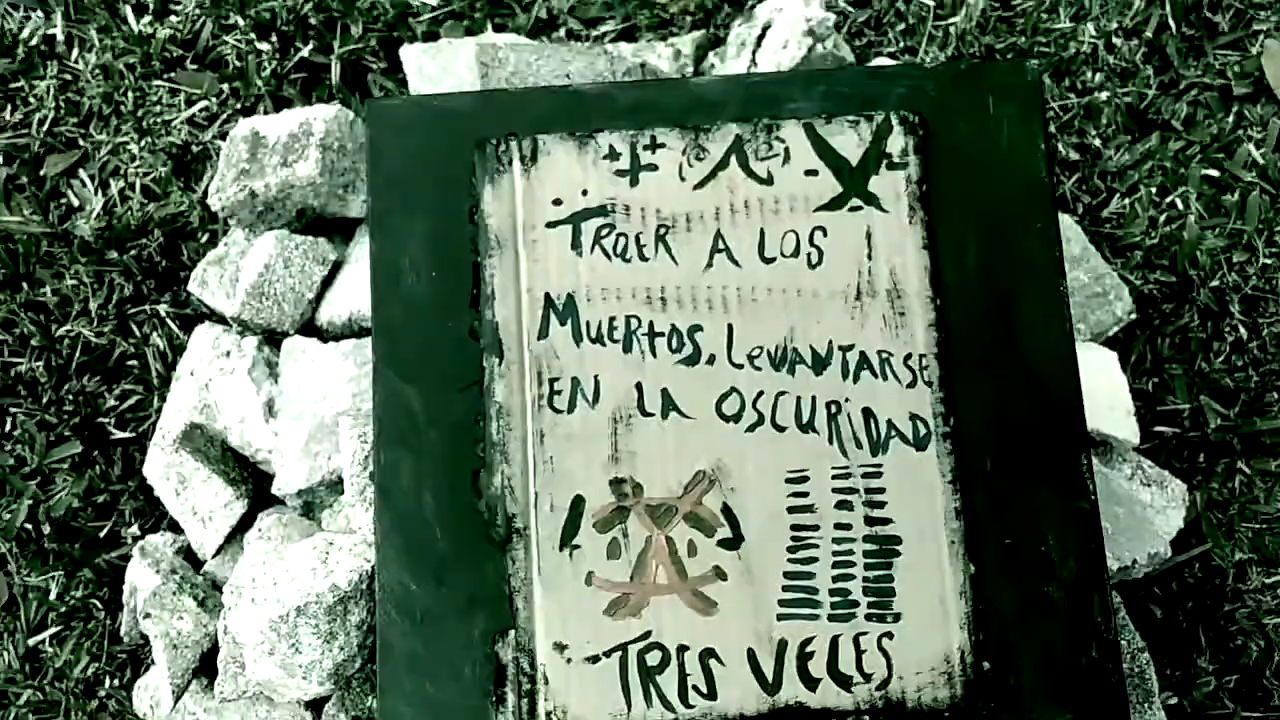 TRaER A LOS
MUERtOS, LeVANTARSE
EN LA OSCURiDAD
TRES VECES